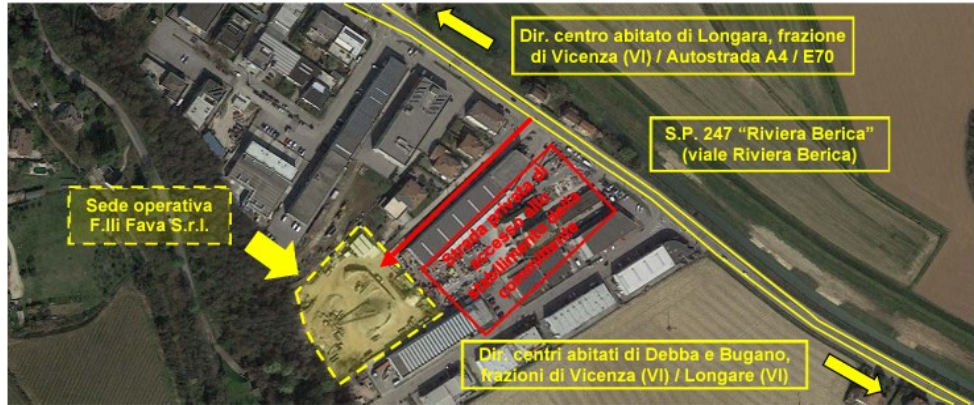 Dir. centro abitato di Longara, frazione
di Vicenza (VI) / Autostrada A4 / E70
S.P. 247 “Riviera Berica”
(viale Riviera Berica)
Sede operativa
F.lli Fava S.r.l.
Strada privata di
accesso allo
stabilimento della
committente
Dir. centri abitati di Debba e Bugano,
frazioni di Vicenza (VI) / Longare (VI)